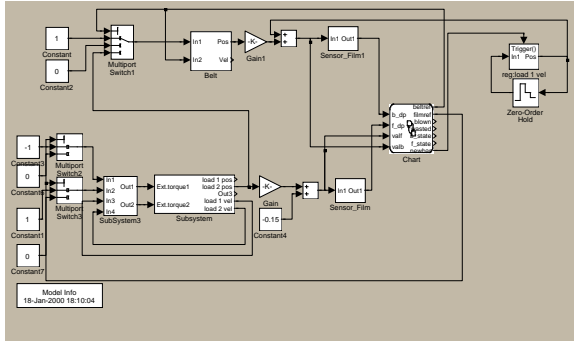 1
Constant
0
Constant2
Multiport
Switch1
In1
In2
Pos
Vel
Belt
-K-
Gain1
+
+
In1 Out1
Sensor_Film1
Trigger()
In1 Pos
reg:load 1 vel
Zero-Order
Hold
b_dp
f_dp
valf
valb
beltref
filmref
blown
f_state
Chart
-1
Constant3
0
Multiport
Switch2
Multiport
Switch3
1
Constant1
0
Constant7
In1
In2
In3
In4
Out1
Out2
SubSystem3
Ext.torque1
Ext.torque2
load 1 pos
load 2 pos
Out3
load 1 vel
load 2 vel
Subsystem
-K-
Gain
+
+
-0.15
Constant4
In1 Out1
Sensor_Film
Model Info
18-Jan-2000 18:10:04